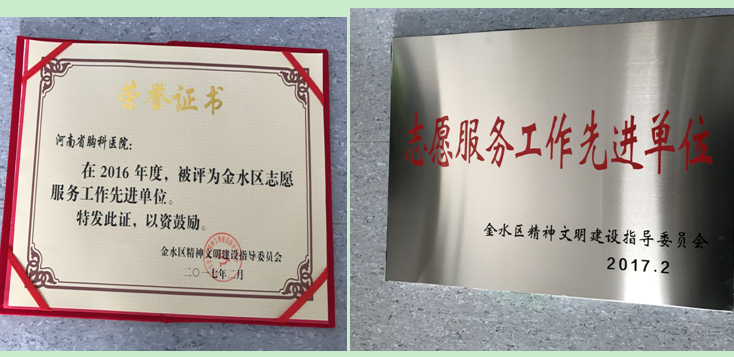 荣誉证书
河南省胸科医院：
在2016年度，被评为金水区志愿
服务工作先进单位。
特发此证，以资鼓励。
金水区精神文明建设指导委员会
二〇一七年二月
志愿服务工作先进单位
金水区精神文明建设指导委员会
2017.2